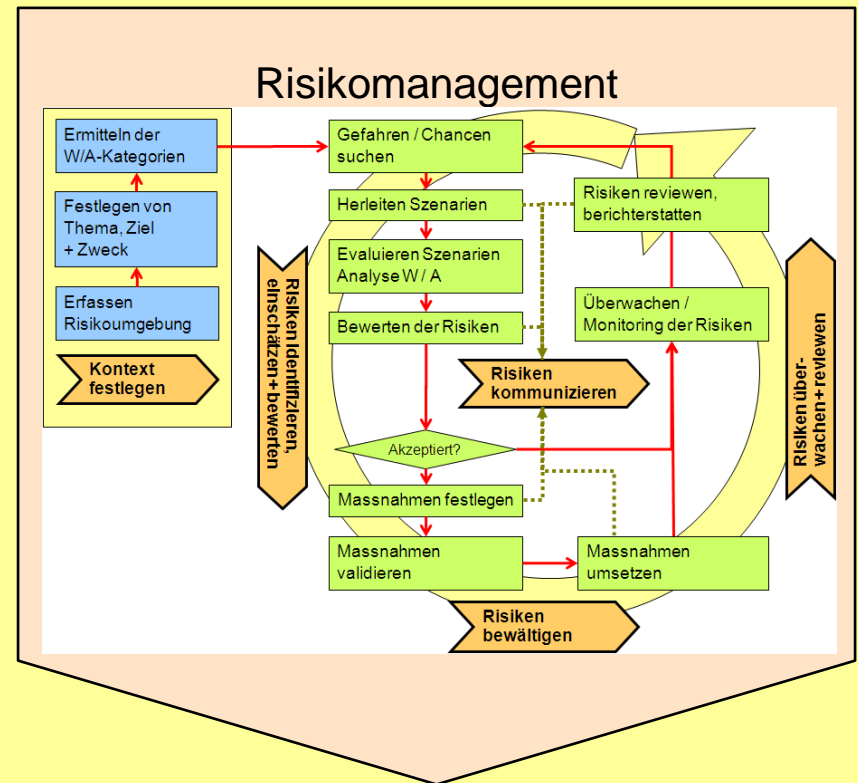 Risikomanagement
Ermitteln der
W/A-Kategorien
Festlegen von
Thema, Ziel
+ Zweck
Erfassen
Risikoumgebung
Kontext
festlegen
Gefahren / Chancen
suchen
Herleiten Szenarien
Evaluieren Szenarien
Analyse W / A
Bewerten der Risiken
Akzeptiert?
Massnahmen festlegen
Massnahmen
validieren
Massnahmen
umsetzen
Überwachen /
Monitoring der Risiken
Risiken reviewen,
berichterstatten
Risiken identifizieren,
einschätzen+ bewerten
Risiken
kommunizieren
Risiken
bewältigen
Risiken über-
wachen+ reviewen